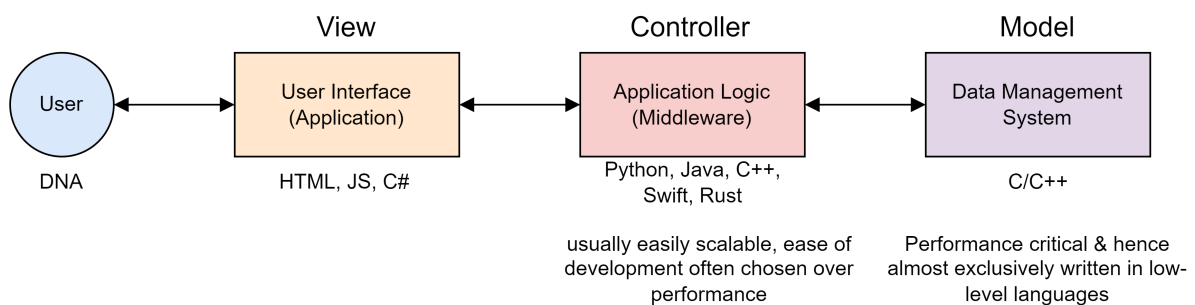 View
Controller
Model
User
User Interface
(Application)
Application Logic
(Middleware)
Data Management
System
DNA
HTML, JS, C#
Python, Java, C++,
Swift, Rust
C/C++
usually easily scalable, ease of
development often chosen over
performance
Performance critical & hence
almost exclusively written in low-
level languages